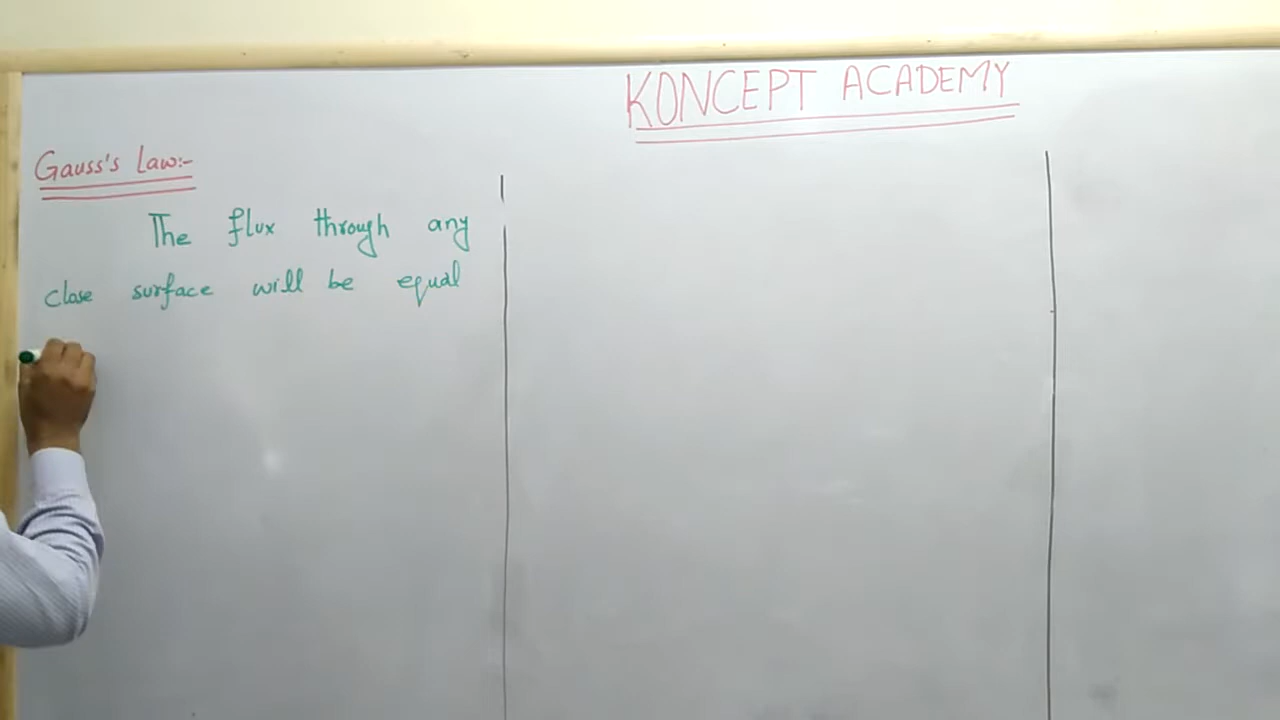 KONCEPT ACADEMY
Gauss's Law:-
The flux through any
close surface will be equal